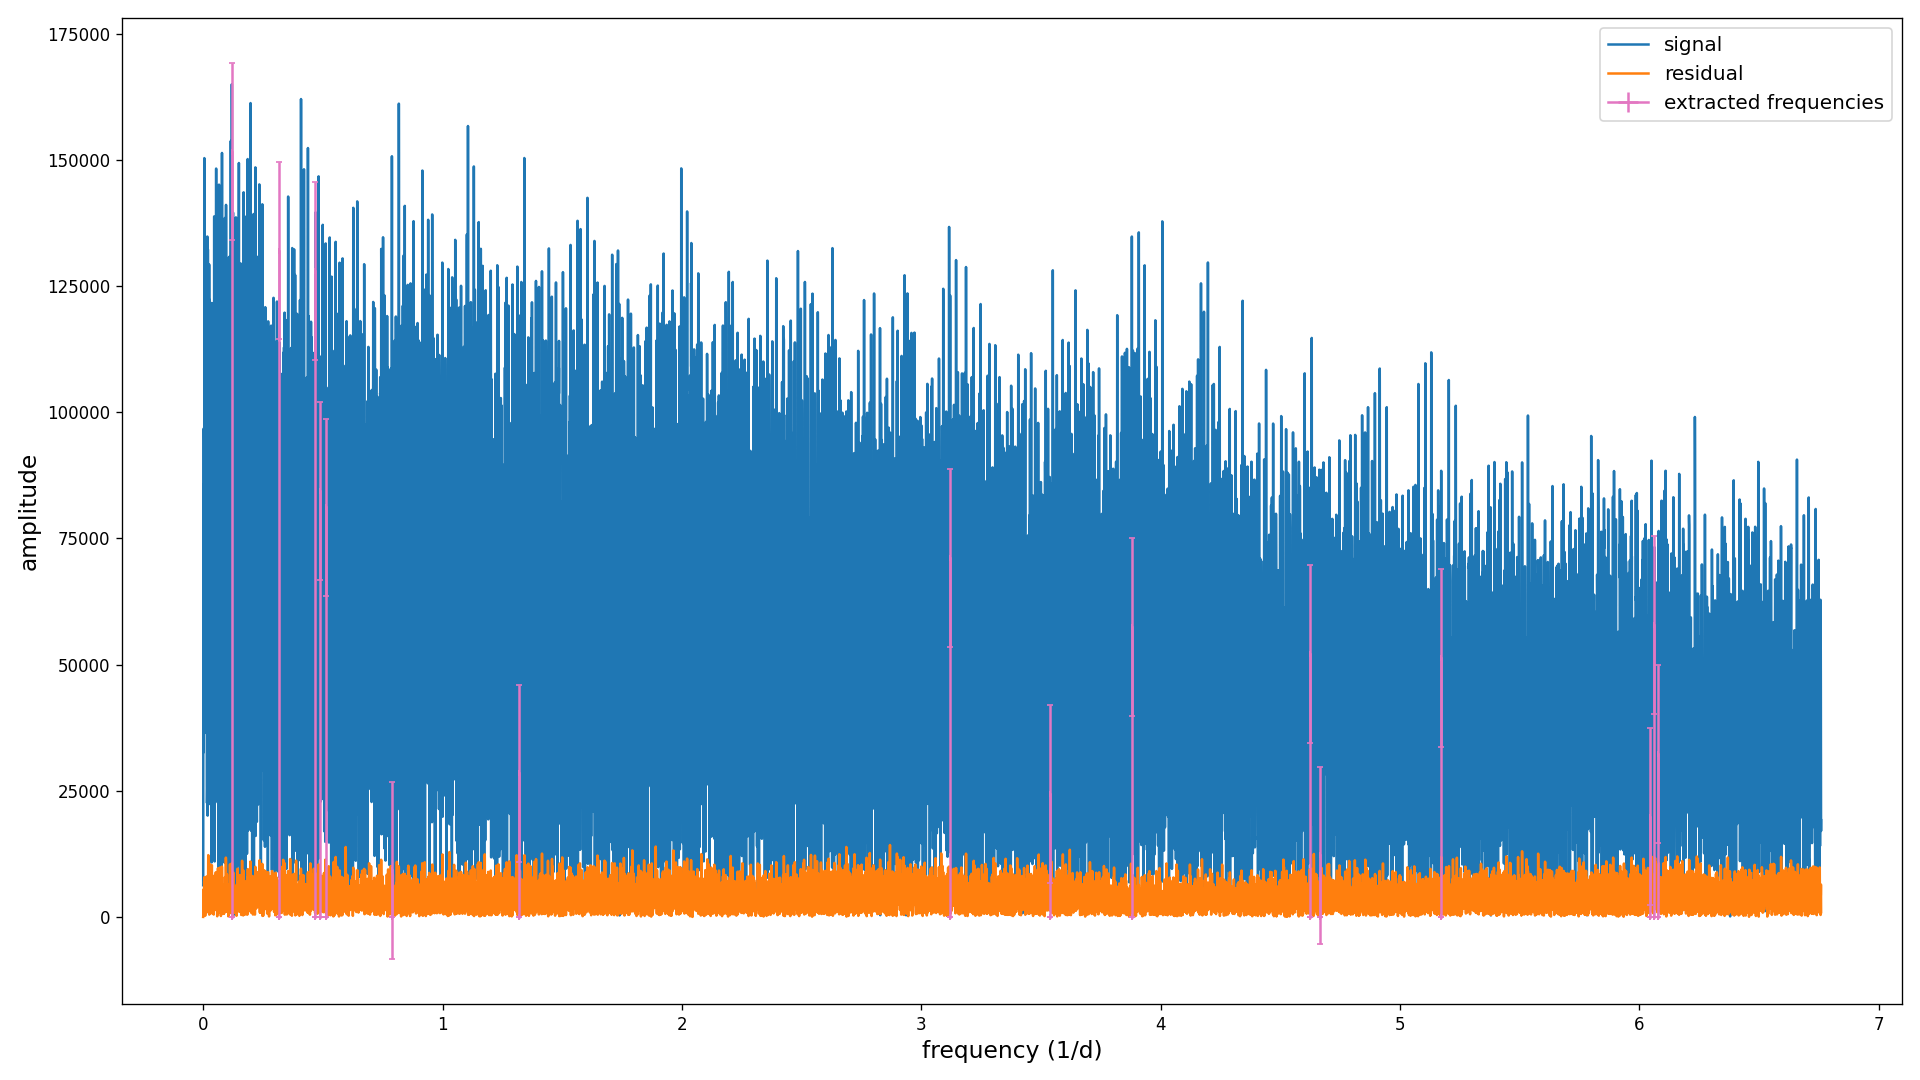 175000
150000
125000
100000
75000
50000
25000
0
amplitude
0 1 2 3 4 5 6 7
frequency (1/d)
signal
residual
extracted frequencies